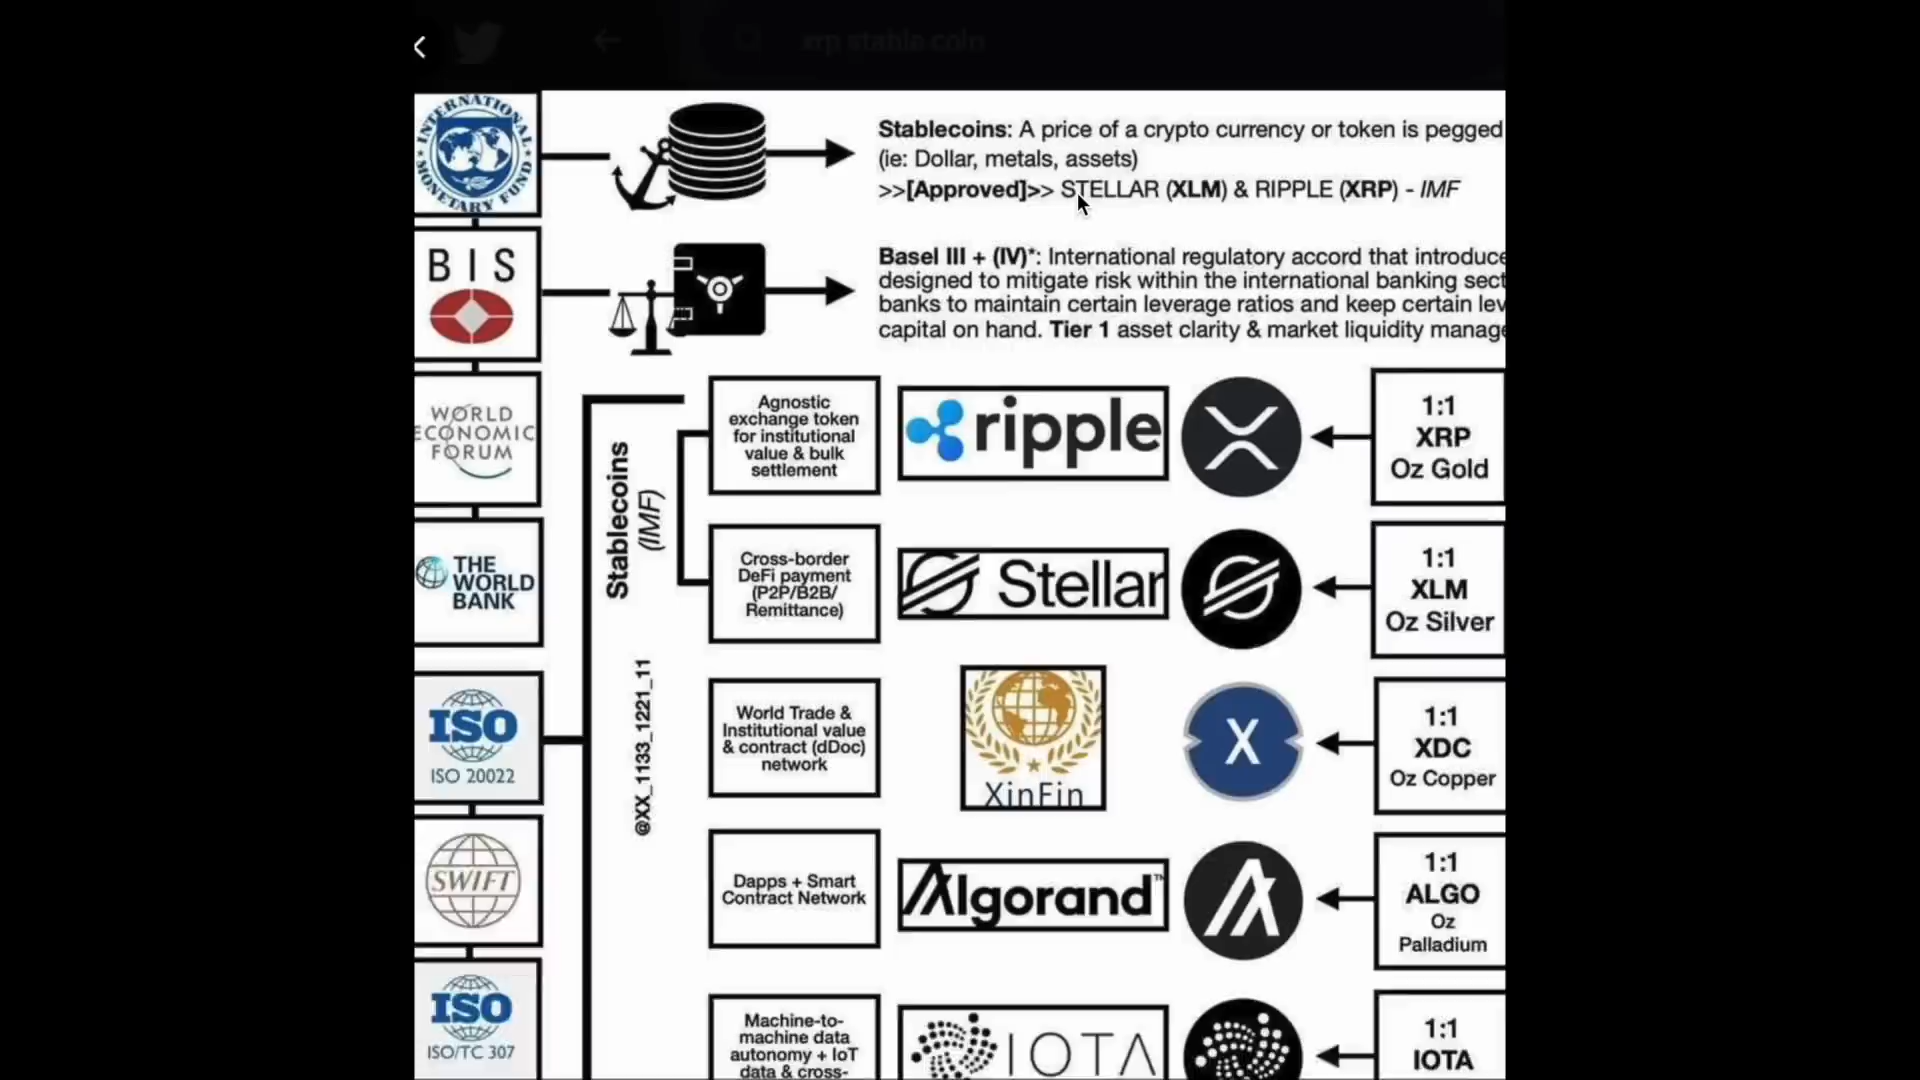 xrp stable coin
INTERNATIONAL MONETARY FUND
Stablecoins: A price of a crypto currency or token is pegged
(ie: Dollar, metals, assets)
>>[Approved]>> STELLAR (XLM) & RIPPLE (XRP) - IMF
BIS
Basel III + (IV)*: International regulatory accord that introduce
designed to mitigate risk within the international banking sect
banks to maintain certain leverage ratios and keep certain lev
capital on hand. Tier 1 asset clarity & market liquidity manage
WORLD
ECONOMIC
FORUM
THE
WORLD
BANK
ISO
ISO 20022
SWIFT
ISO
ISO/TC 307
Stablecoins
(IMF)
@XX_1133_12221_11
Agnostic
exchange token
for institutional
value & bulk
settlement
ripple
1:1
XRP
Oz Gold
Cross-border
DeFi payment
(P2P/B2B/
Remittance)
Stellar
1:1
XLM
Oz Silver
World Trade &
Institutional value
& contract (dDoc)
network
XinFin
X
1:1
XDC
Oz Copper
Dapps + Smart
Contract Network
Algorand™
1:1
ALGO
Oz
Palladium
Machine-to-
machine data
autonomy + IoT
data & cross-
IOTA
1:1
IOTA